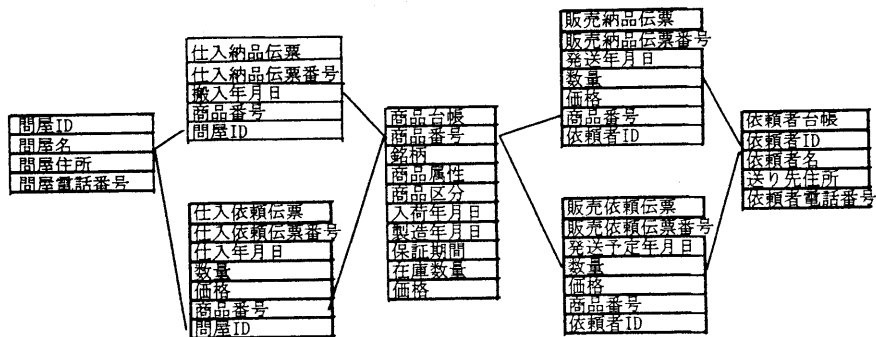 問屋ID
問屋名
問屋住所
問屋電話番号
仕入納品伝票
仕入納品伝票番号
搬入年月日
商品番号
問屋ID
仕入依頼伝票
仕入依頼伝票番号
仕入年月日
数量
価格
商品番号
問屋ID
商品台帳
商品番号
銘柄
商品属性
商品区分
入荷年月日
製造年月日
保証期間
在庫数量
価格
販売納品伝票
販売納品伝票番号
発送年月日
数量
価格
商品番号
依頼者ID
販売依頼伝票
販売依頼伝票番号
発送予定年月日
数量
価格
商品番号
依頼者ID
依頼者台帳
依頼者ID
依頼者名
送り先住所
依頼者電話番号